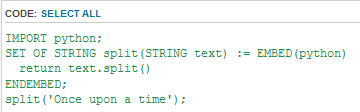 CODE: SELECT ALL
IMPORT python;
SET OF STRING split(STRING text) := EMBED(python)
  return text.split()
ENDEMBED;
split('Once upon a time');